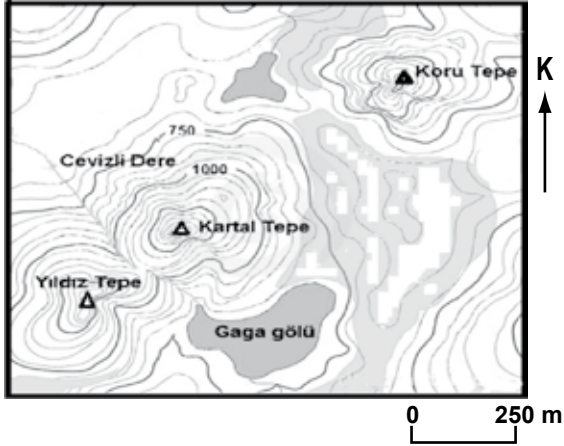 Koru Tepe
K
750
Cevizli Dere
1000
Kartal Tepe
Yıldız Tepe
Gaga gölü
0 250 m